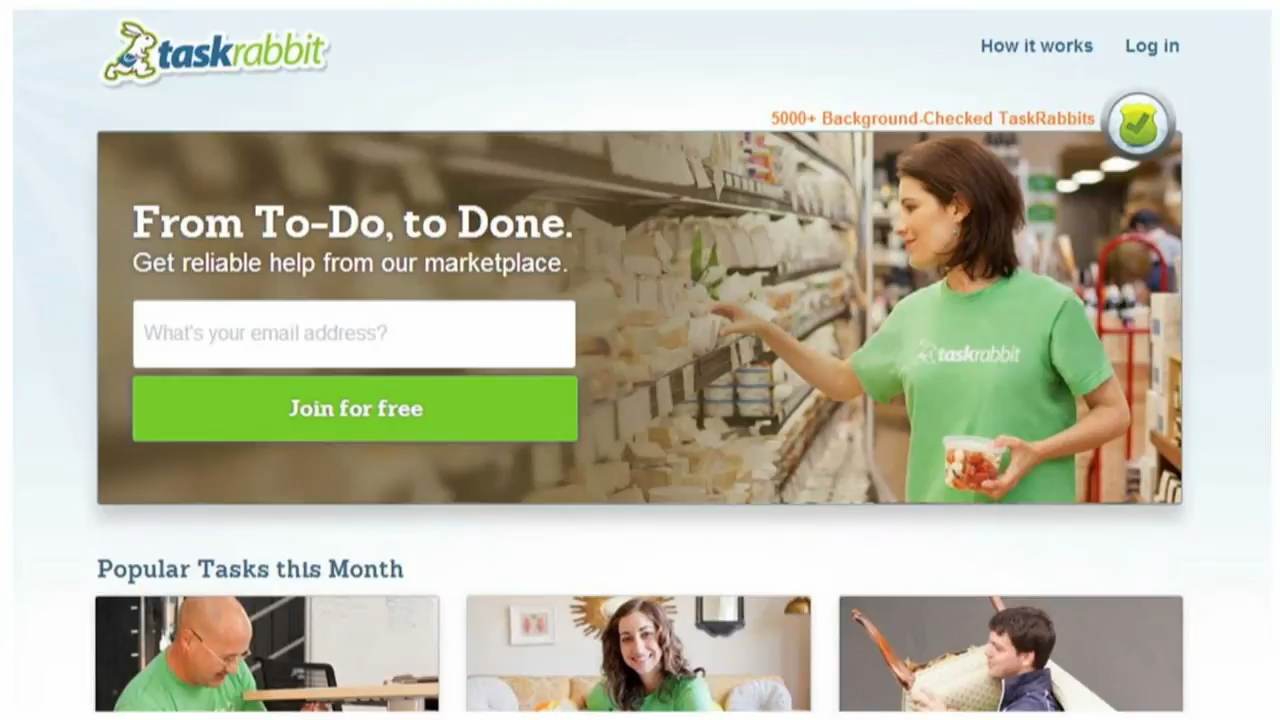 taskrabbit
How it works
Log in
5000+ Background-Checked TaskRabbits
From To-Do, to Done.
Get reliable help from our marketplace.
What's your email address?
Join for free
taskrabbit
Popular Tasks this Month